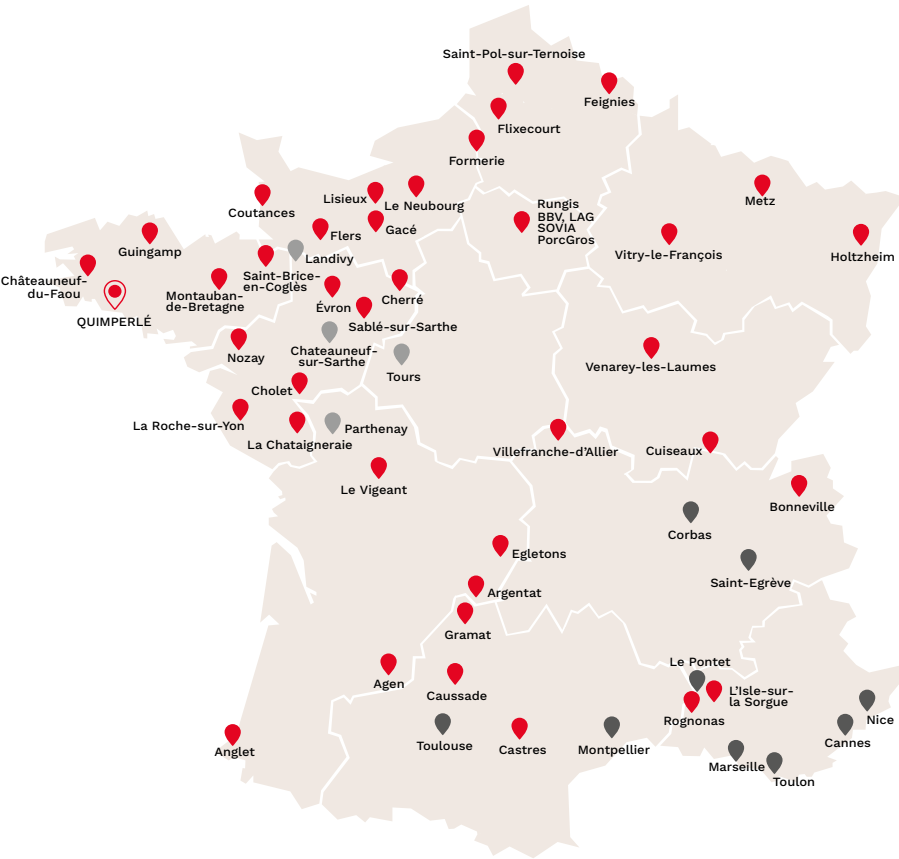 Saint-Pol-sur-Ternoise
Feignies
Flixecourt
Formerie
Metz
Lisieux
Le Neubourg
Rungis
BBV, LAG
SOVIA
PorcGros
Coutances
Gacé
Flers
Guingamp
Landivy
Vitry-le-François
Holtzheim
Châteauneuf-
du-Faou
Saint-Brice-
en-Coglès
Montauban-
de-Bretagne
Évron
Cherré
QUIMPERLÉ
Sablé-sur-Sarthe
Nozay
Chateauneuf-
sur-Sarthe
Tours
Venarey-les-Laumes
Cholet
La Roche-sur-Yon
Parthenay
La Chataigneraie
Villefranche-d’Allier
Cuiseaux
Le Vigeant
Bonneville
Corbas
Egletons
Saint-Egrève
Argentat
Gramat
Le Pontet
Agen
Caussade
L’Isle-sur-
la Sorgue
Rognonas
Nice
Cannes
Toulouse
Castres
Montpellier
Anglet
Marseille
Toulon